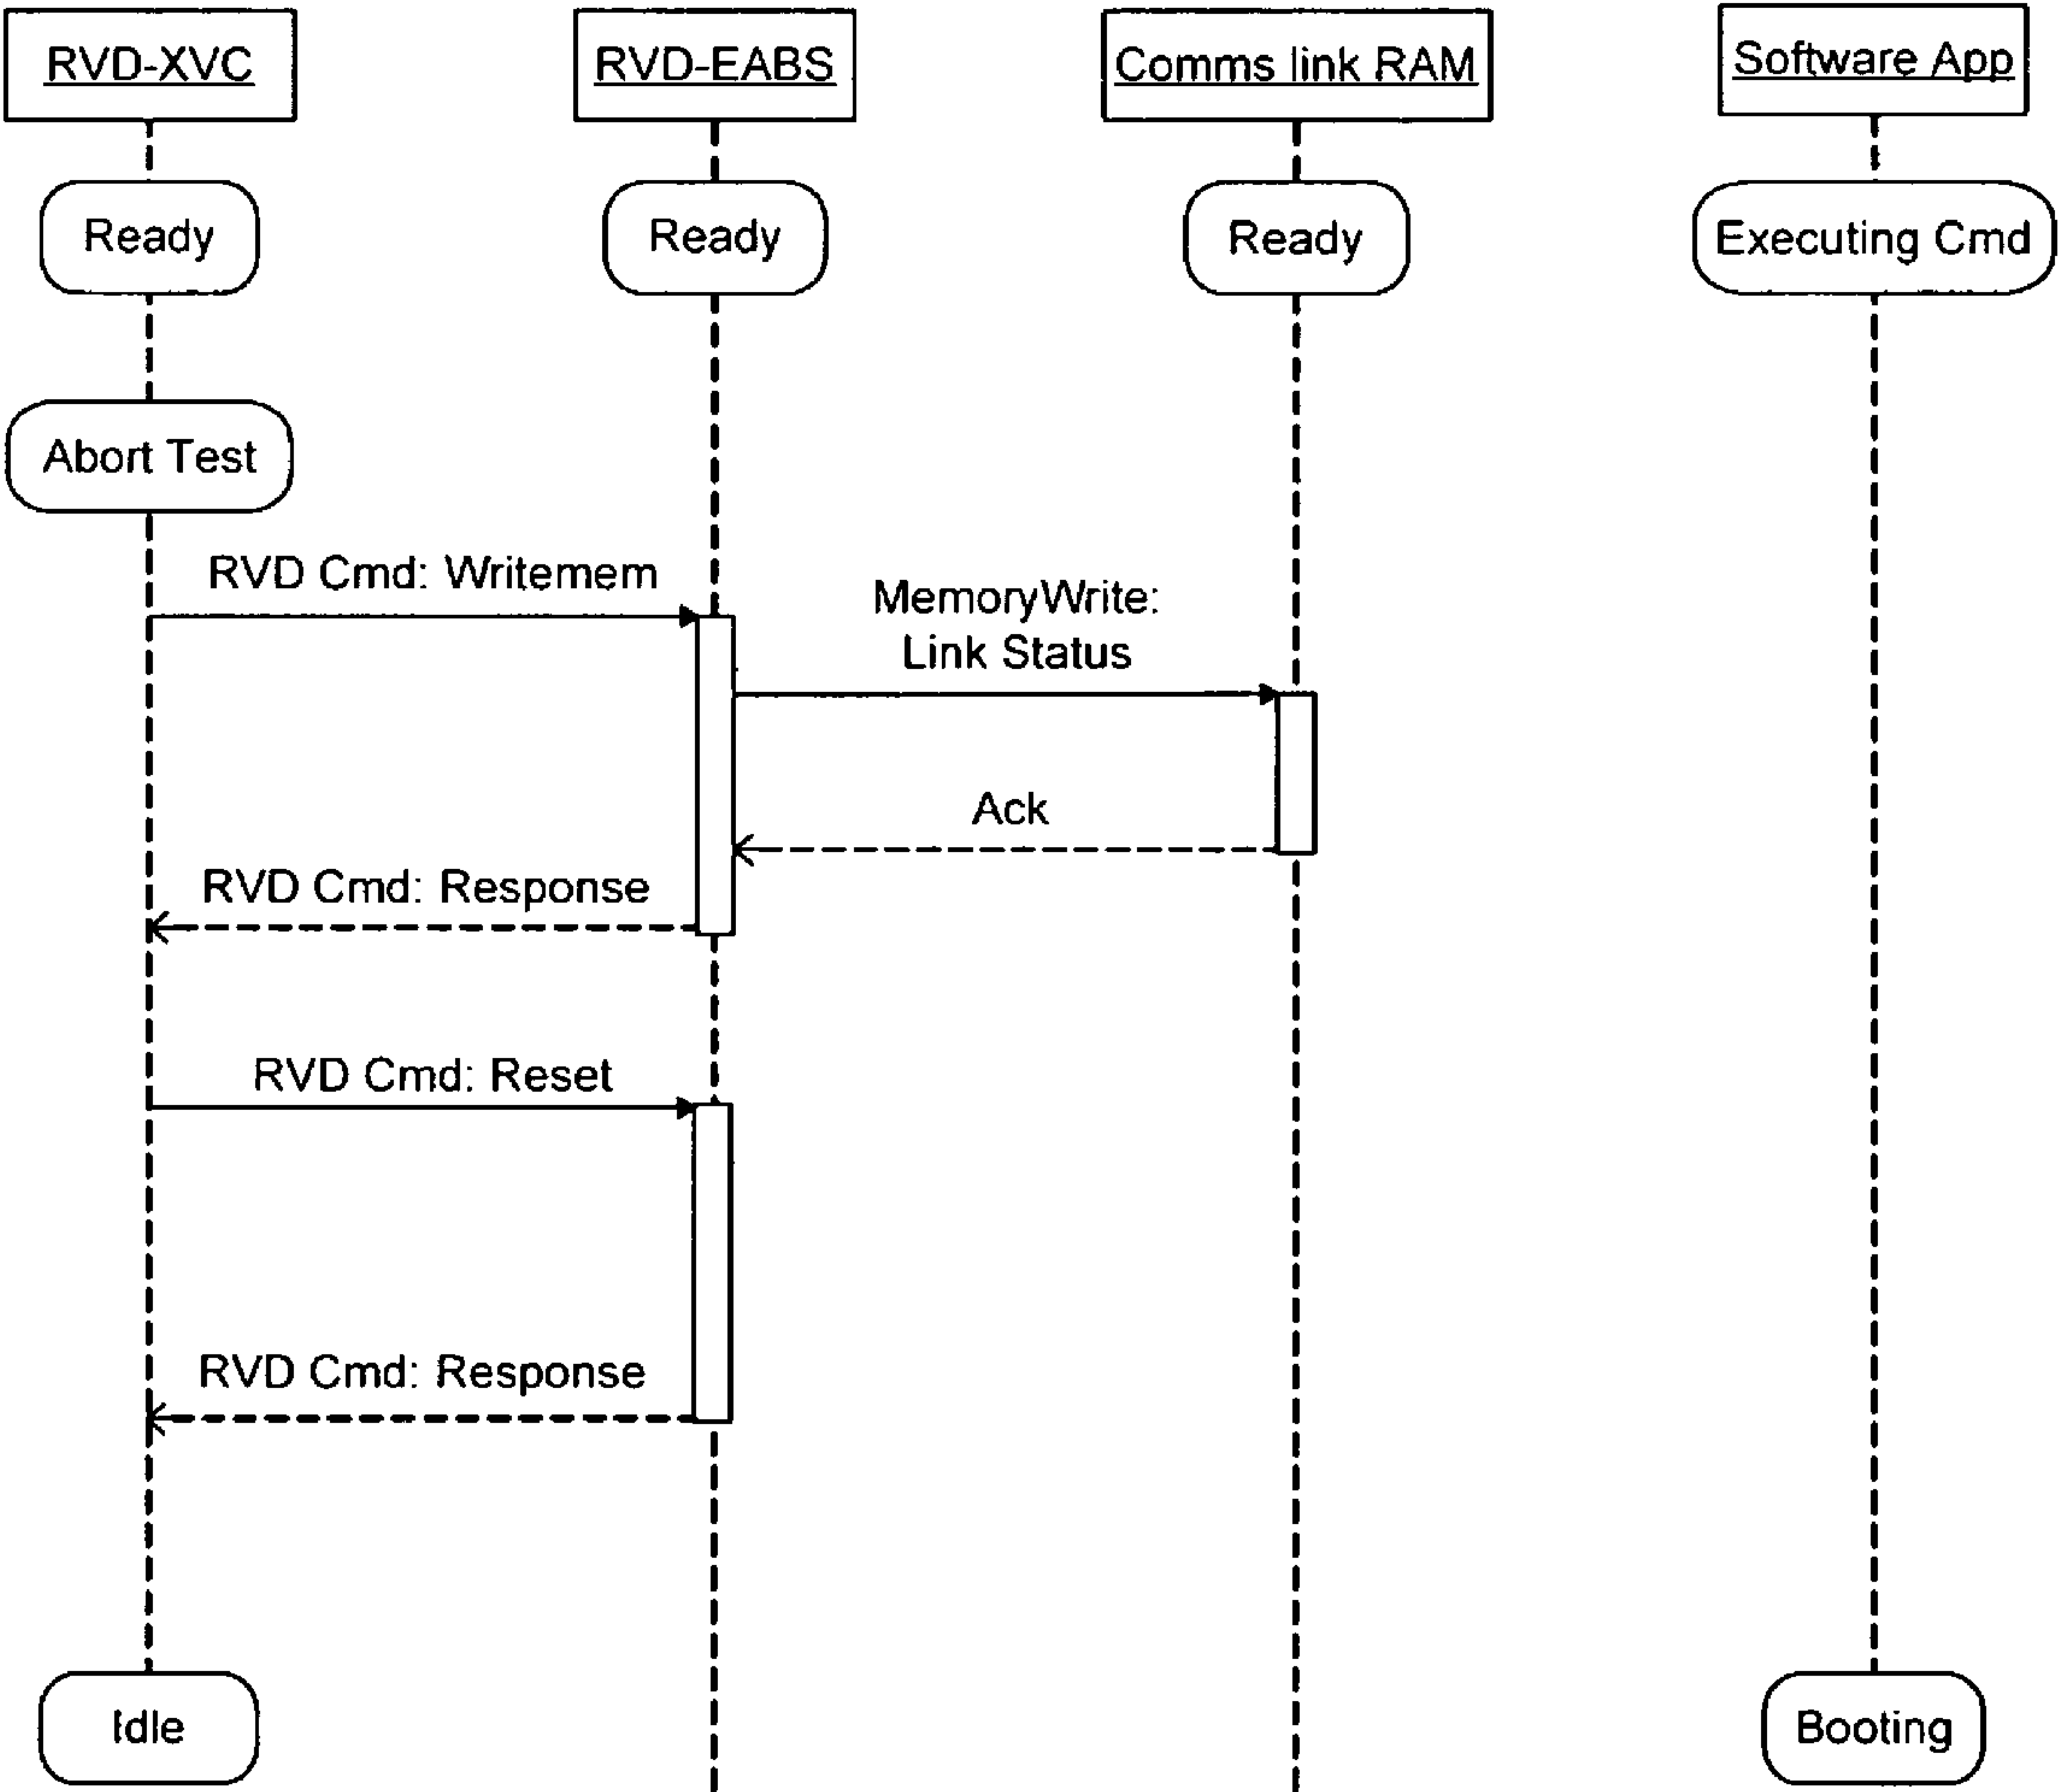 RVD-XVC
RVD-EABS
Comms link RAM
Software App
Ready
Ready
Ready
Executing Cmd
Abort Test
RVD Cmd: Writemem
MemoryWrite:
Link Status
Ack
RVD Cmd: Response
RVD Cmd: Reset
RVD Cmd: Response
Idle
Booting